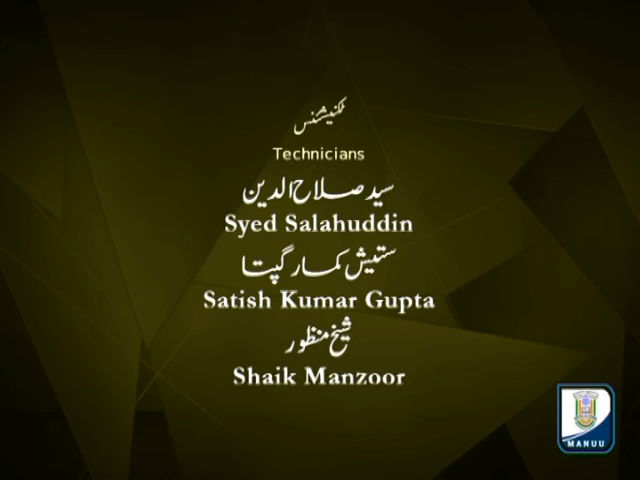 ٹکنیشنس
Technicians
سید صلاح الدین
Syed Salahuddin
ستیش کمار گپتا
Satish Kumar Gupta
شیخ منظور
Shaik Manzoor
MANUU